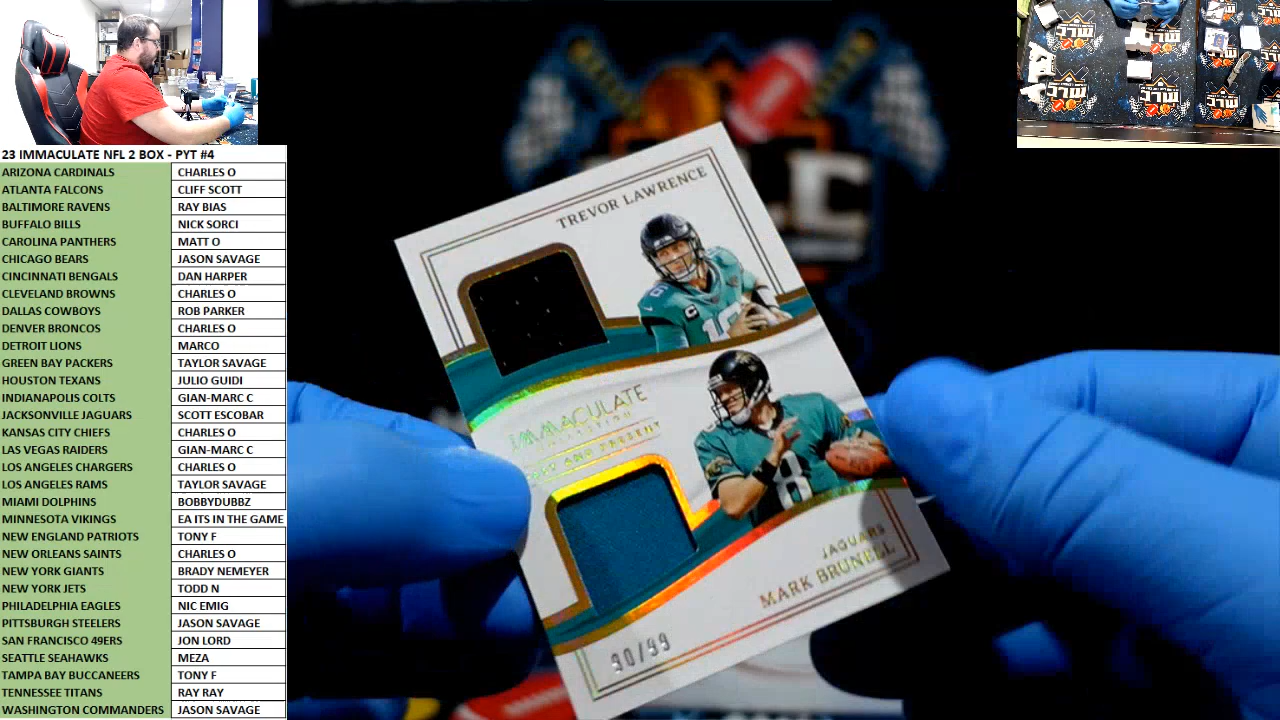 23 IMMACULATE NFL 2 BOX - PYT #4
ARIZONA CARDINALS CHARLES O
ATLANTA FALCONS CLIFF SCOTT
BALTIMORE RAVENS RAY BIAS
BUFFALO BILLS NICK SORCI
CAROLINA PANTHERS MATT O
CHICAGO BEARS JASON SAVAGE
CINCINNATI BENGALS DAN HARPER
CLEVELAND BROWNS CHARLES O
DALLAS COWBOYS ROB PARKER
DENVER BRONCOS CHARLES O
DETROIT LIONS MARCO
GREEN BAY PACKERS TAYLOR SAVAGE
HOUSTON TEXANS JULIO GUIDI
INDIANAPOLIS COLTS GIAN-MARC C
JACKSONVILLE JAGUARS SCOTT ESCOBAR
KANSAS CITY CHIEFS CHARLES O
LAS VEGAS RAIDERS GIAN-MARC C
LOS ANGELES CHARGERS CHARLES O
LOS ANGELES RAMS TAYLOR SAVAGE
MIAMI DOLPHINS BOBBYDUBBZ
MINNESOTA VIKINGS EA ITS IN THE GAME
NEW ENGLAND PATRIOTS TONY F
NEW ORLEANS SAINTS CHARLES O
NEW YORK GIANTS BRADY NEMEYER
NEW YORK JETS TODD N
PHILADELPHIA EAGLES NIC EMIG
PITTSBURGH STEELERS JASON SAVAGE
SAN FRANCISCO 49ERS JON LORD
SEATTLE SEAHAWKS MEZA
TAMPA BAY BUCCANEERS TONY F
TENNESSEE TITANS RAY RAY
WASHINGTON COMMANDERS JASON SAVAGE
TREVOR LAWRENCE
16
IMMACULATE
COLLECTION
PAST AND PRESENT
8
JAGUARS
MARK BRUNELL
90/99